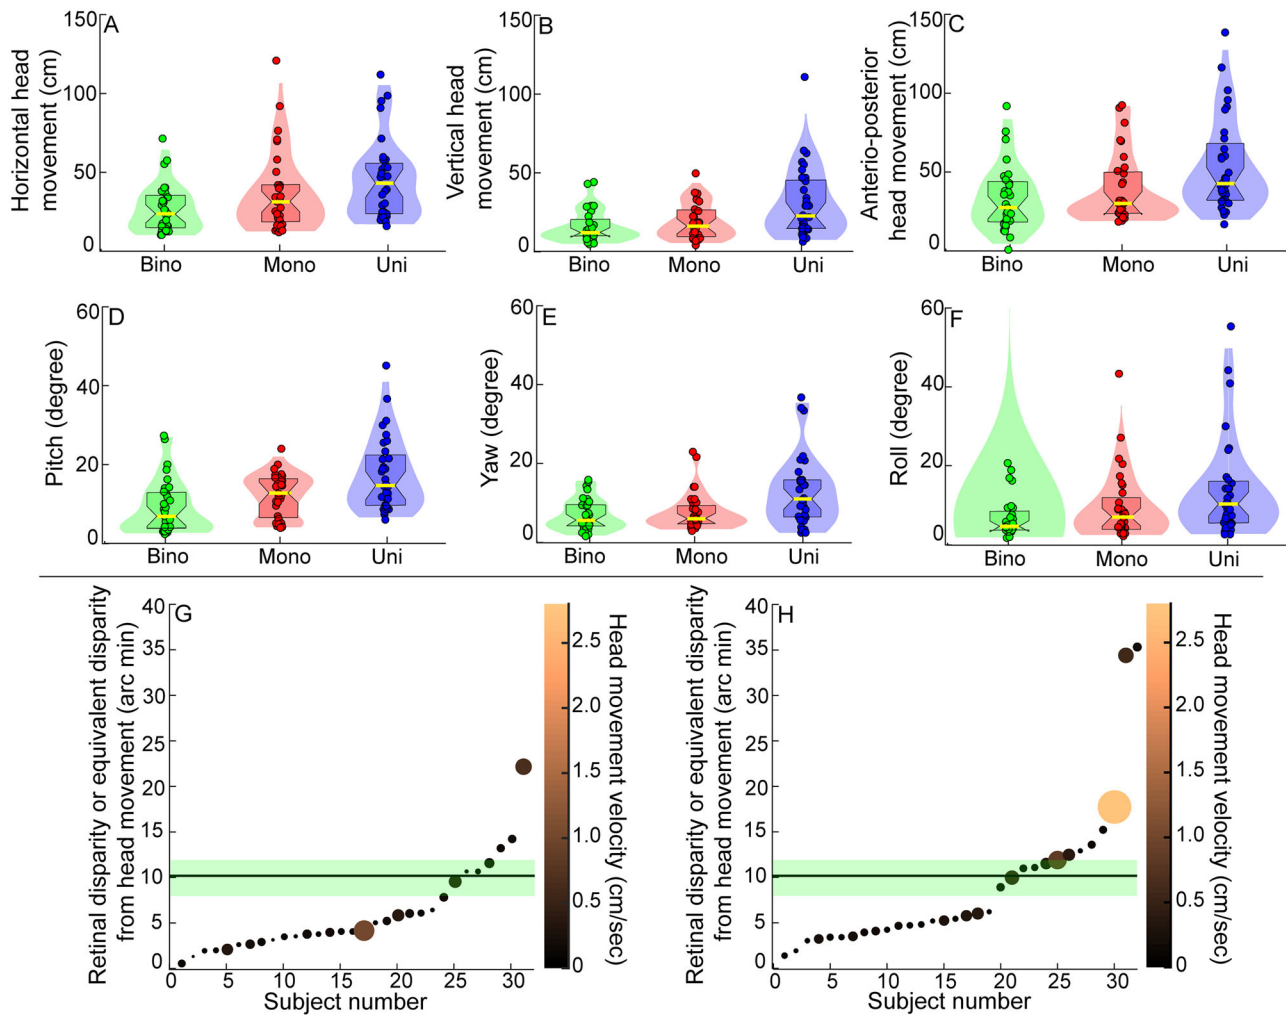 A
Horizontal head
movement (cm)
150
100
50
0
Bino
Mono
Uni
B
Vertical head
movement (cm)
150
100
50
0
Bino
Mono
Uni
C
Anterio-posterior
head movement (cm)
150
100
50
0
Bino
Mono
Uni
D
Pitch (degree)
60
40
20
0
Bino
Mono
Uni
E
Yaw (degree)
60
40
20
0
Bino
Mono
Uni
F
Roll (degree)
60
40
20
0
Bino
Mono
Uni
G
Retinal disparity or equivalent disparity
from head movement (arc min)
40
35
30
25
20
15
10
5
0
0
5
10
15
20
25
30
Subject number
2.5
2.0
1.5
1.0
0.5
0
Head movement velocity (cm/sec)
H
Retinal disparity or equivalent disparity
from head movement (arc min)
40
35
30
25
20
15
10
5
0
0
5
10
15
20
25
30
Subject number
2.5
2.0
1.5
1.0
0.5
0
Head movement velocity (cm/sec)